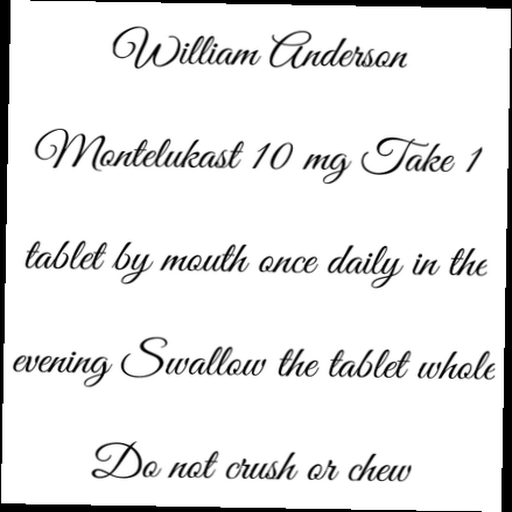 William Anderson
Montelukast 10 mg Take 1
tablet by mouth once daily in the
evening Swallow the tablet whole
Do not crush or chew